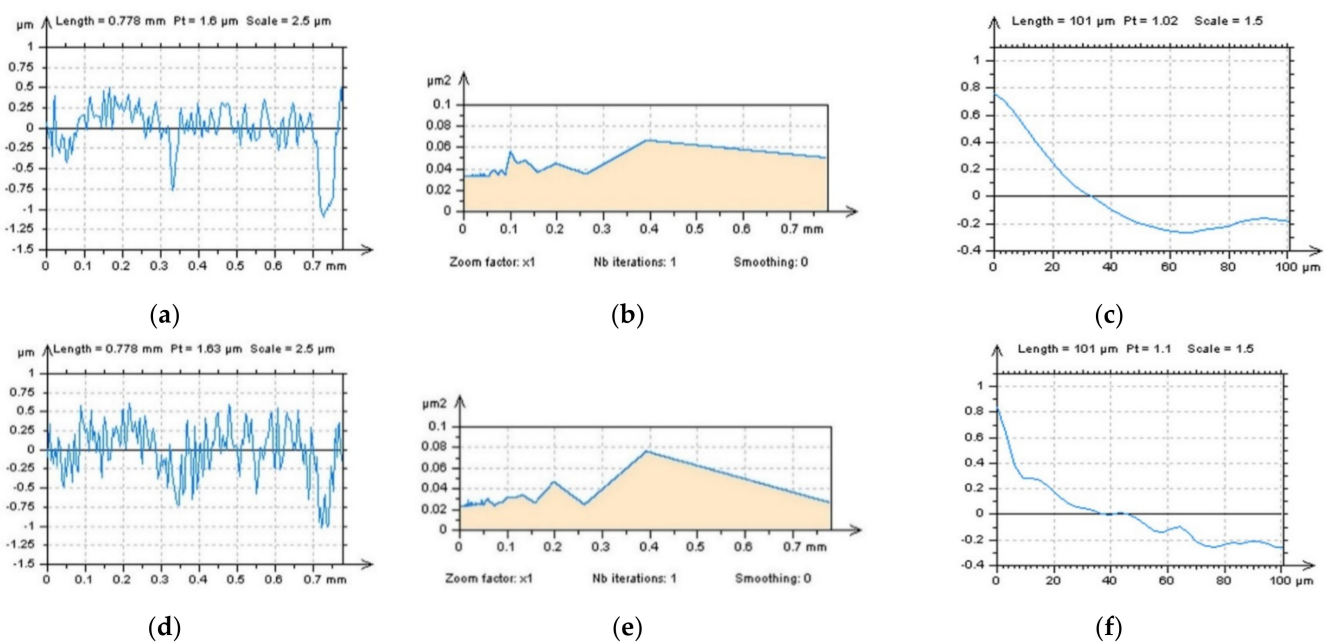 µm Length = 0.778 mm Pt = 1.6 µm Scale = 2.5 µm
1
0.75
0.5
0.25
0
-0.25
-0.5
-0.75
-1
-1.25
-1.5
0 0.1 0.2 0.3 0.4 0.5 0.6 0.7 mm
(a)
µm2
0.1
0.08
0.06
0.04
0.02
0
0 0.1 0.2 0.3 0.4 0.5 0.6 0.7 mm
Zoom factor: x1 Nb iterations: 1 Smoothing: 0
(b)
Length = 101 µm Pt = 1.02 Scale = 1.5
1
0.8
0.6
0.4
0.2
0
-0.2
-0.4
0 20 40 60 80 100 µm
(c)
µm Length = 0.778 mm Pt = 1.63 µm Scale = 2.5 µm
1
0.75
0.5
0.25
0
-0.25
-0.5
-0.75
-1
-1.25
-1.5
0 0.1 0.2 0.3 0.4 0.5 0.6 0.7 mm
(d)
µm2
0.1
0.08
0.06
0.04
0.02
0
0 0.1 0.2 0.3 0.4 0.5 0.6 0.7 mm
Zoom factor: x1 Nb iterations: 1 Smoothing: 0
(e)
Length = 101 µm Pt = 1.1 Scale = 1.5
1
0.8
0.6
0.4
0.2
0
-0.2
-0.4
0 20 40 60 80 100 µm
(f)